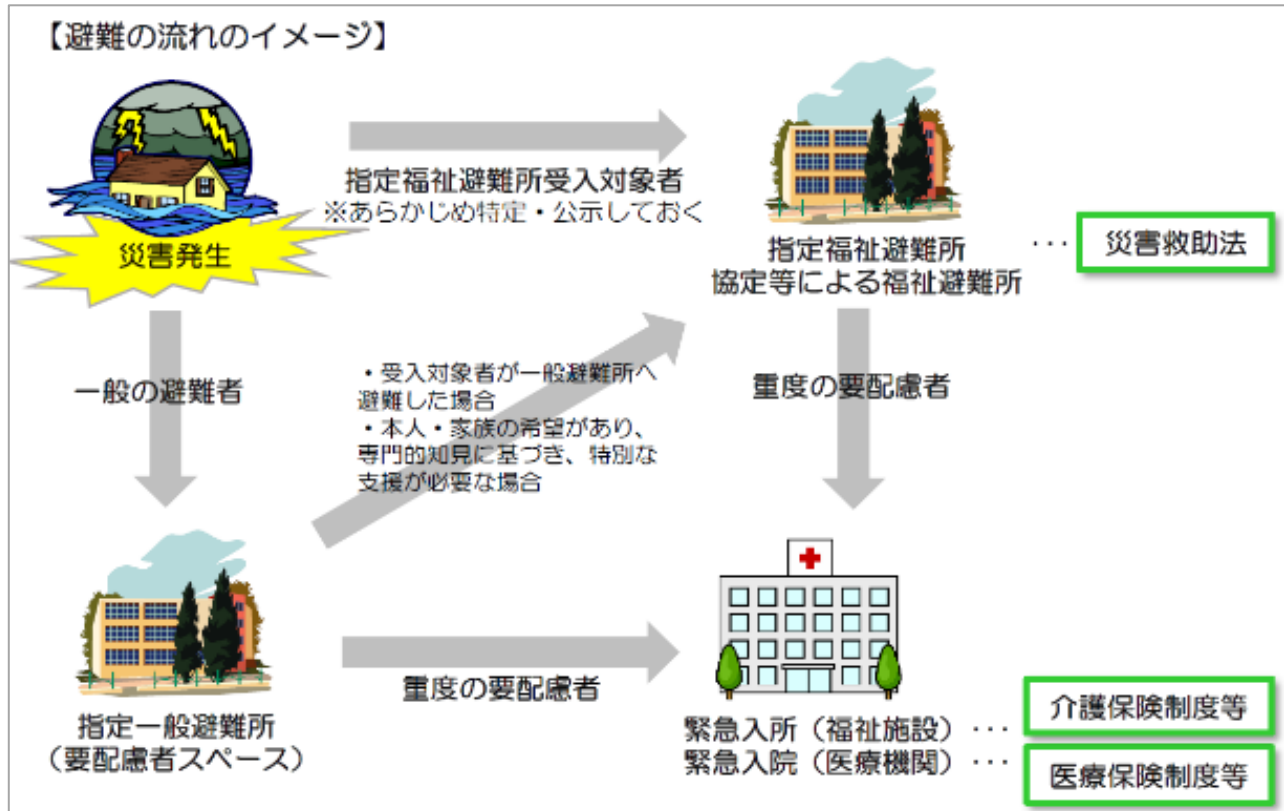 【避難の流れのイメージ】
災害発生
指定福祉避難所受入対象者
※あらかじめ特定・公示しておく
指定福祉避難所
協定等による福祉避難所
･･･
災害救助法
一般の避難者
・受入対象者が一般避難所へ
避難した場合
・本人・家族の希望があり、
専門的知見に基づき、特別な
支援が必要な場合
重度の要配慮者
指定一般避難所
（要配慮者スペース）
重度の要配慮者
緊急入所（福祉施設）･･･
介護保険制度等
緊急入院（医療機関）･･･
医療保険制度等